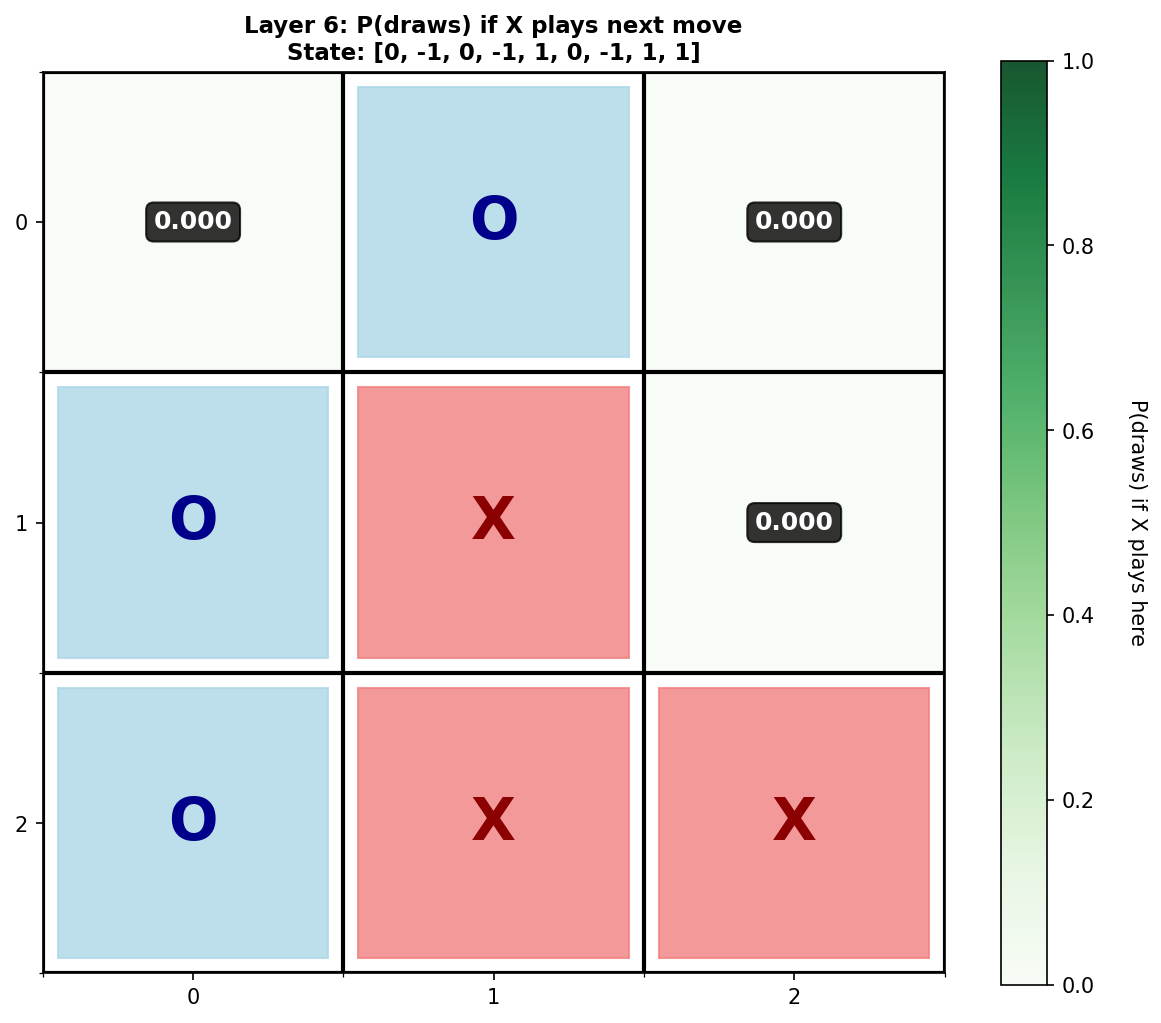 Layer 6: P(draws) if X plays next move
State: [0, -1, 0, -1, 1, 0, -1, 1, 1]
0
0.000
O
0.000
1
O
X
0.000
2
O
X
X
0
1
2
1.0
0.8
0.6
0.4
0.2
0.0
P(draws) if X plays here